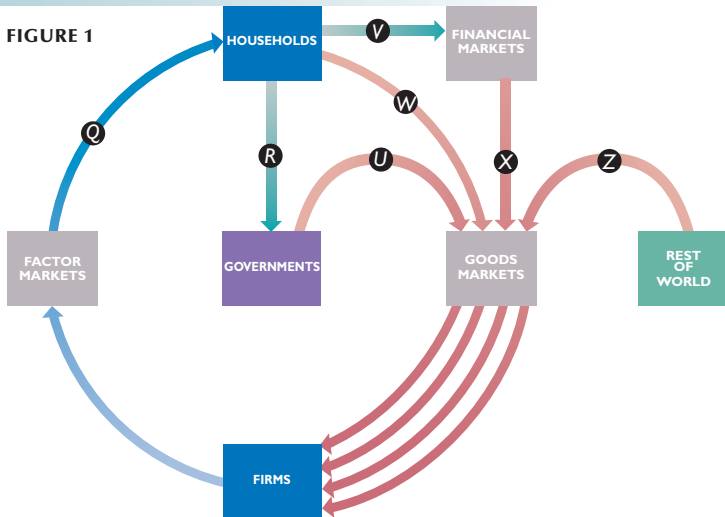 FIGURE 1
HOUSEHOLDS
V
FINANCIAL
MARKETS
W
Q
R
U
X
Z
FACTOR
MARKETS
GOVERNMENTS
GOODS
MARKETS
REST
OF
WORLD
FIRMS